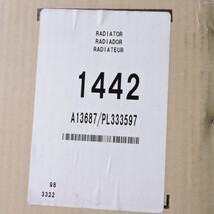 RADIATOR
RADIADOR
RADIATEUR
1442
A13687/PL333597
98
3322